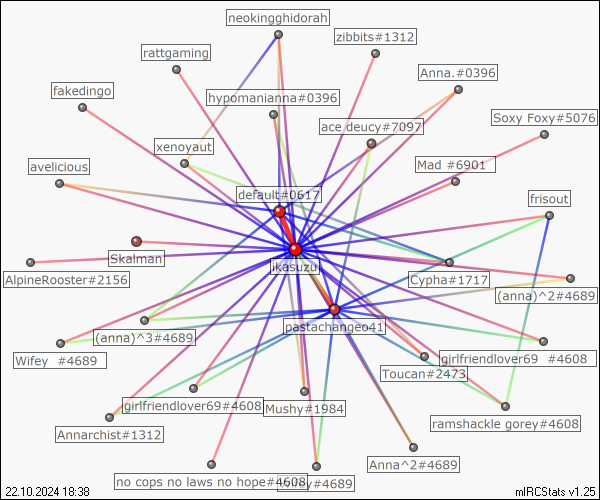 neokingghidorah
zibbits#1312
rattgaming
Anna.#0396
fakedingo
hypomanianna#0396
Soxy Foxy#5076
ace deucy#7097
xenoyaut
avelicious
Mad #6901
default#0617
frisout
Skalman
ikasuzu
AlpineRooster#2156
Cypha#1717
(anna)^2#4689
pastachangeo41
(anna)^3#4689
Wifey #4689
girlfriendlover69 #4608
Toucan#2473
girlfriendlover69#4608
Mushy#1984
ramshackle gorey#4608
Annarchist#1312
Anna^2#4689
no cops no laws no hope#4608
#4689
22.10.2024 18:38
mIRCStats v1.25